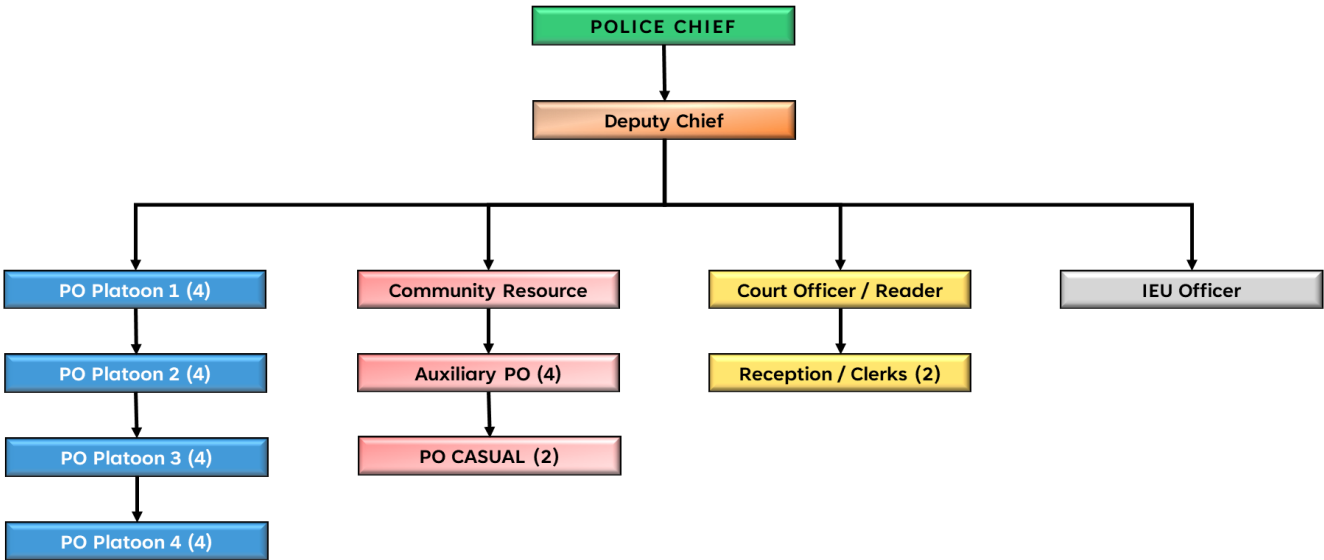 POLICE CHIEF
Deputy Chief
PO Platoon 1 (4)
Community Resource
Court Officer / Reader
IEU Officer
PO Platoon 2 (4)
Auxiliary PO (4)
Reception / Clerks (2)
PO Platoon 3 (4)
PO CASUAL (2)
PO Platoon 4 (4)